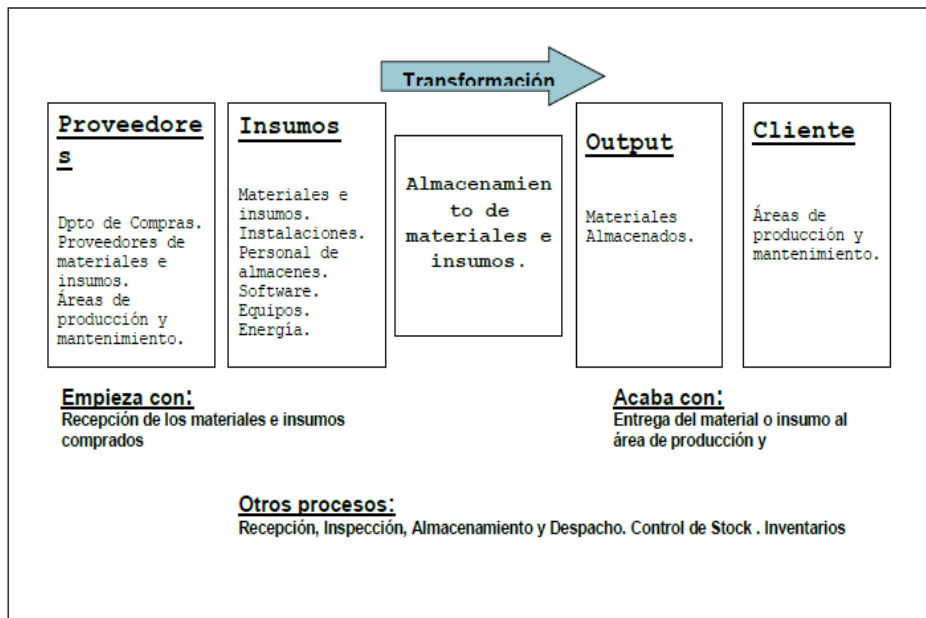 Transformación
Proveedore
s
Dpto de Compras.
Proveedores de
materiales e
insumos.
Áreas de
producción y
mantenimiento.
Insumos
Materiales e
insumos.
Instalaciones.
Personal de
almacenes.
Software.
Equipos.
Energía.
Almacenamien
to de
materiales e
insumos.
Output
Materiales
Almacenados.
Cliente
Áreas de
producción y
mantenimiento.
Empieza con:
Recepción de los materiales e insumos
comprados
Acaba con:
Entrega del material o insumo al
área de producción y
Otros procesos:
Recepción, Inspección, Almacenamiento y Despacho. Control de Stock . Inventarios